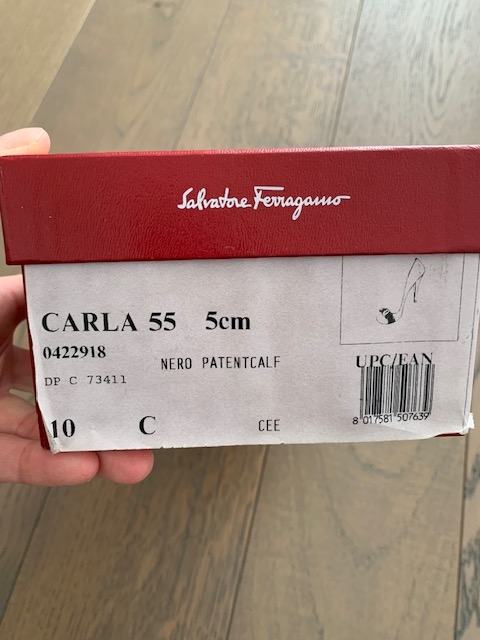 Salvatore Ferragamo
CARLA 55 5cm
0422918
NERO PATENTCALF
DP C 73411
UPC/EAN
8 017581 507639
10 C CEE